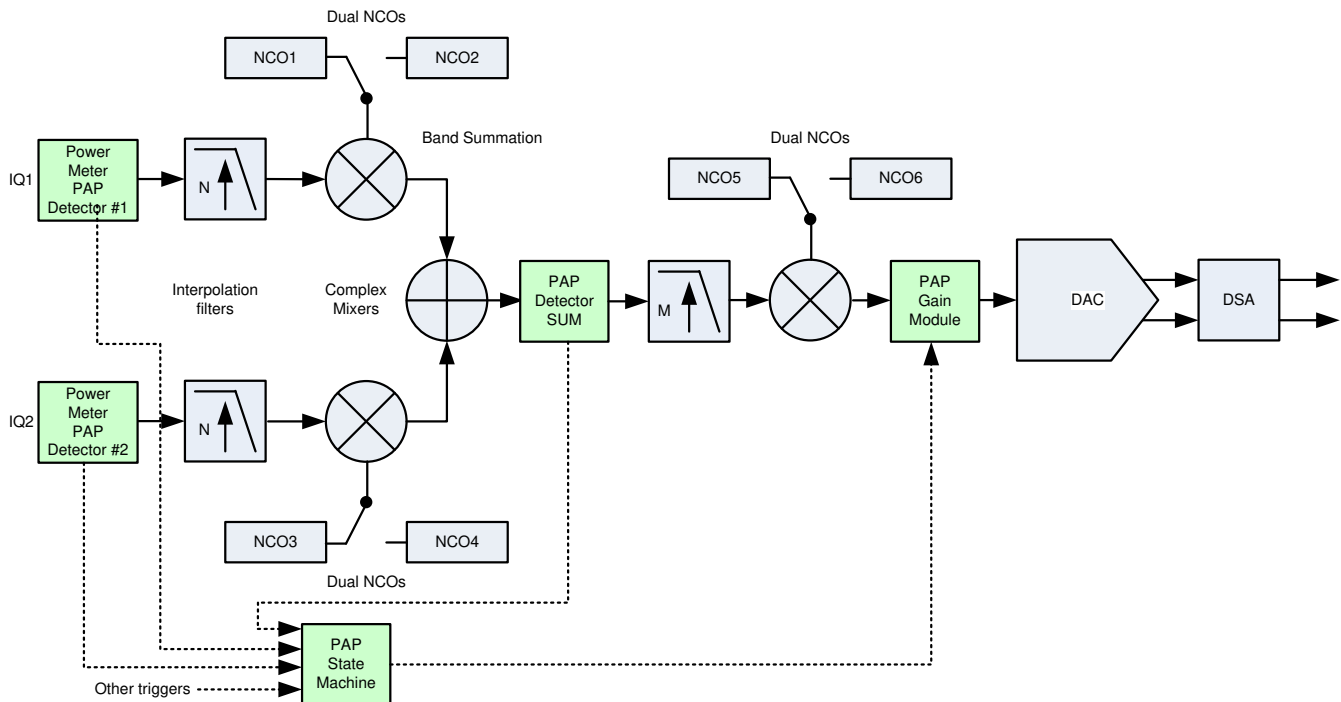 Dual NCOs
NCO1
NCO2
Band Summation
IQ1
Power
Meter
PAP
Detector #1
N
Dual NCOs
NCO5
NCO6
Interpolation
filters
Complex
Mixers
PAP
Detector
SUM
M
PAP
Gain
Module
DAC
DSA
IQ2
Power
Meter
PAP
Detector #2
N
NCO3
NCO4
Dual NCOs
PAP
State
Machine
Other triggers